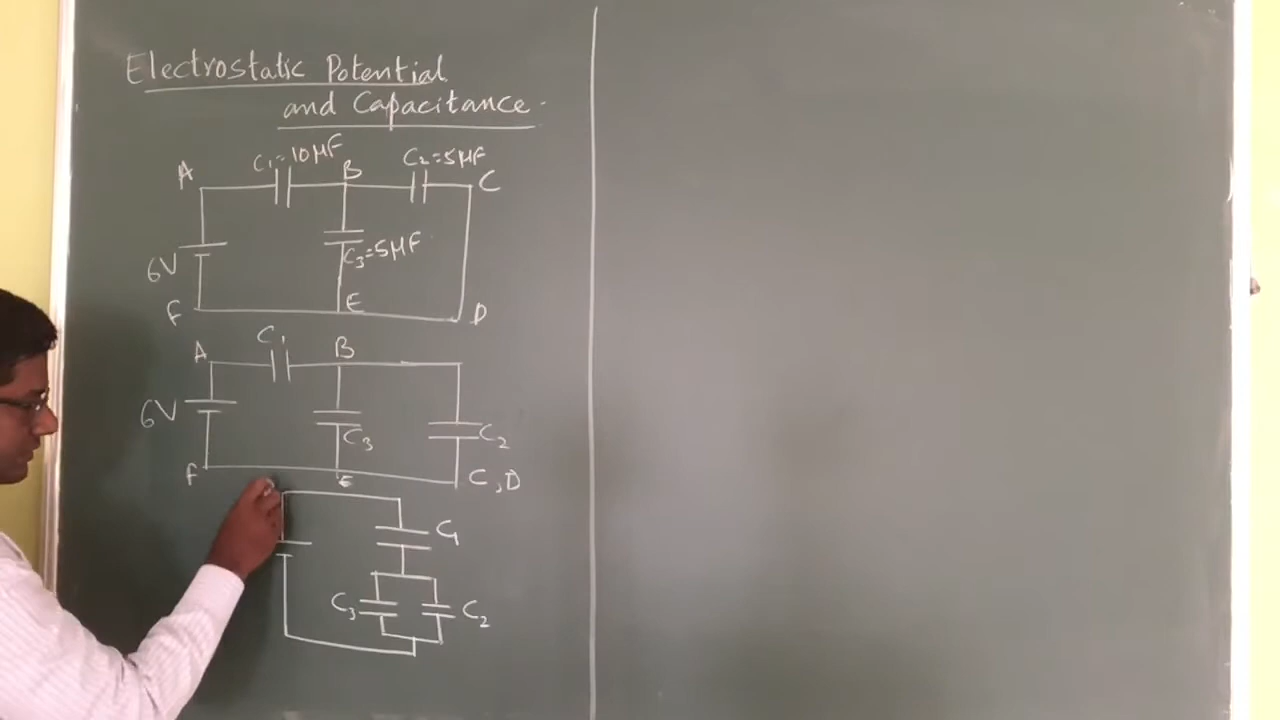 Electrostatic Potential
and Capacitance.
A C₁=10μF B C₂=5μF C
6V C₃=5μF
F E D
A C₁ B
6V C₃ C₂
F E C,D
C₁
C₃ C₂